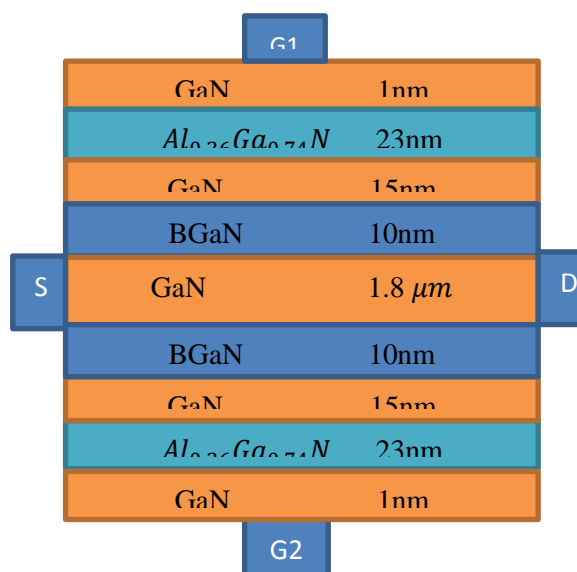 G1
GaN 1nm
Al₀.₂₆Ga₀.₇₄N 23nm
GaN 15nm
BGaN 10nm
S GaN 1.8 μm D
BGaN 10nm
GaN 15nm
Al₀.₂₆Ga₀.₇₄N 23nm
GaN 1nm
G2